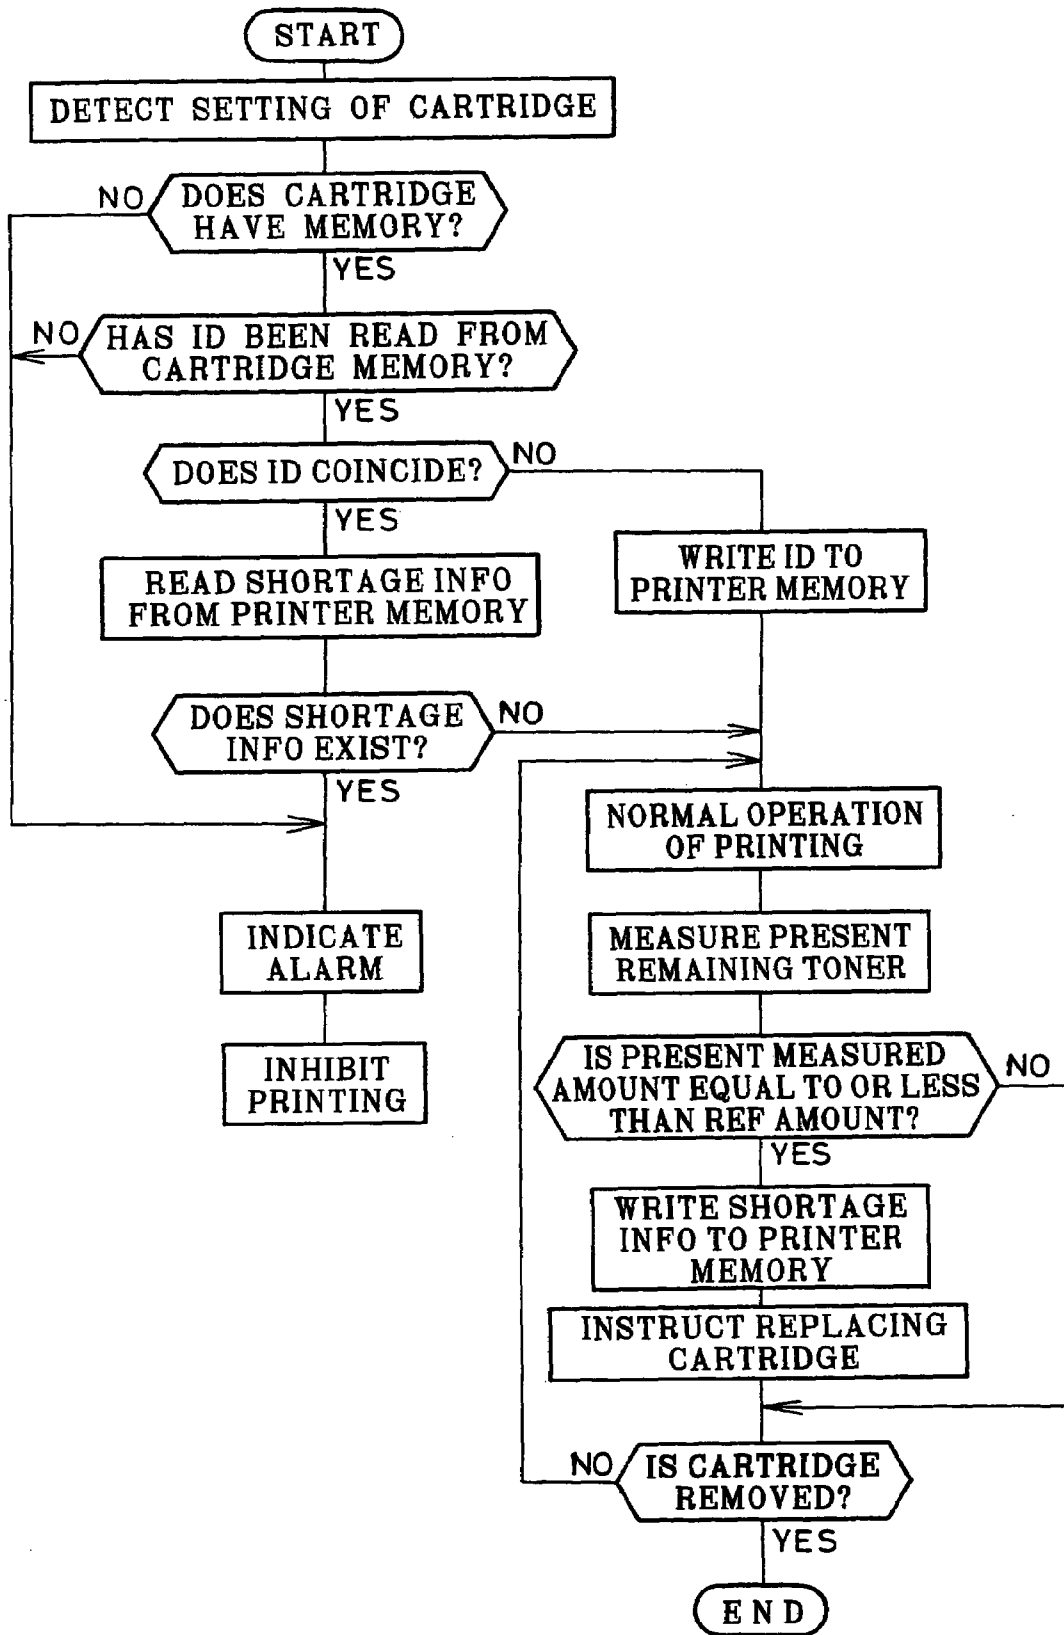 START
DETECT SETTING OF CARTRIDGE
NO
DOES CARTRIDGE
HAVE MEMORY?
YES
NO
HAS ID BEEN READ FROM
CARTRIDGE MEMORY?
YES
DOES ID COINCIDE?
NO
YES
READ SHORTAGE INFO
FROM PRINTER MEMORY
WRITE ID TO
PRINTER MEMORY
DOES SHORTAGE
INFO EXIST?
NO
YES
NORMAL OPERATION
OF PRINTING
INDICATE
ALARM
MEASURE PRESENT
REMAINING TONER
INHIBIT
PRINTING
IS PRESENT MEASURED
AMOUNT EQUAL TO OR LESS
THAN REF AMOUNT?
NO
YES
WRITE SHORTAGE
INFO TO PRINTER
MEMORY
INSTRUCT REPLACING
CARTRIDGE
NO
IS CARTRIDGE
REMOVED?
YES
END